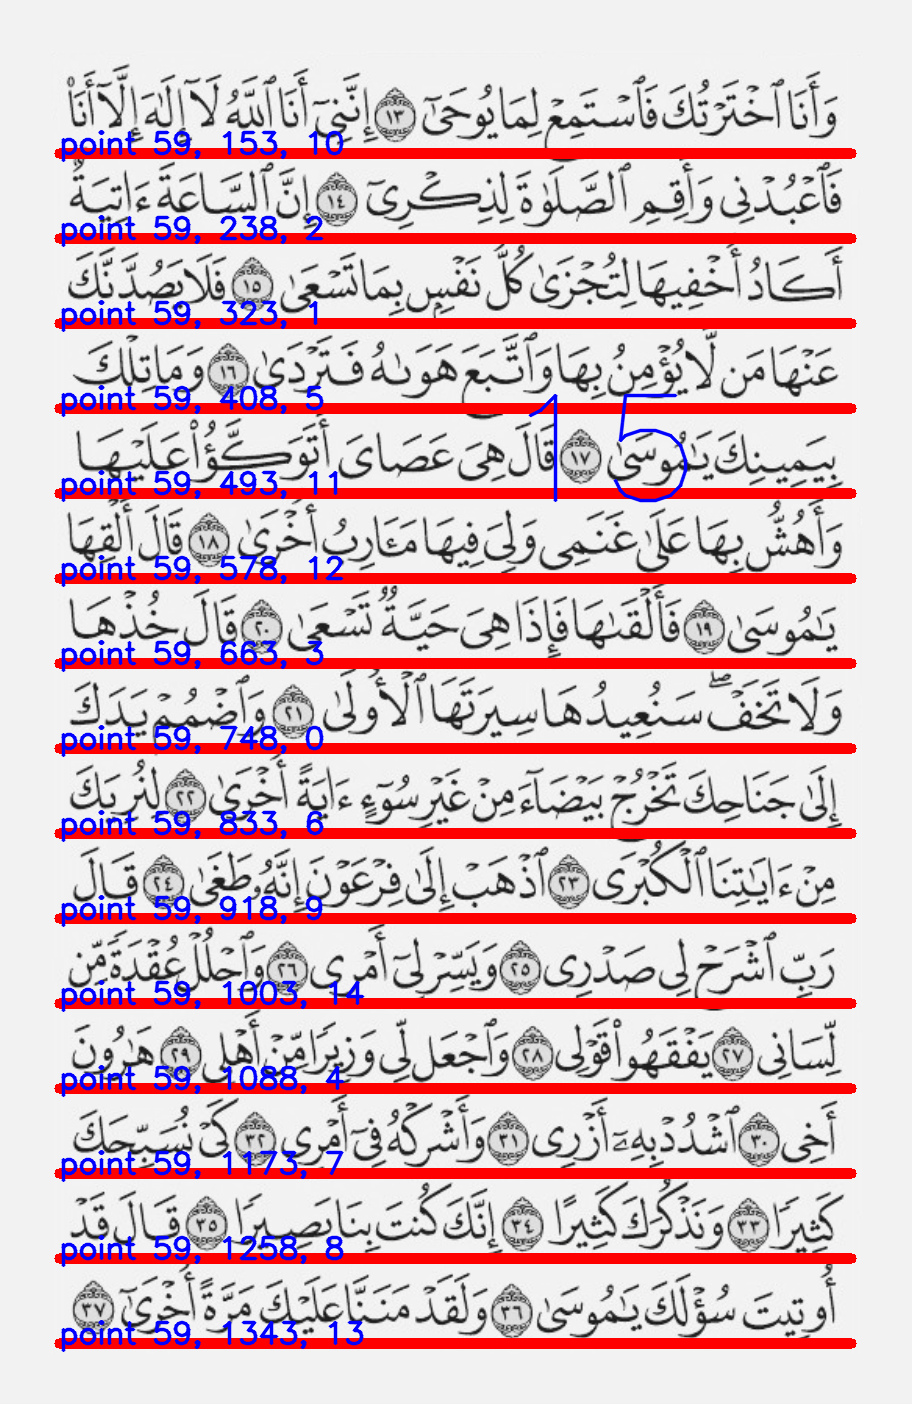 وَأَنَا ٱخْتَرْتُكَ فَٱسْتَمِعْ لِمَا يُوحَىٰٓ ١٣ إِنَّنِىٓ أَنَا ٱللَّهُ لَآ إِلَٰهَ إِلَّآ أَنَا۠
point 59, 153, 10
فَٱعْبُدْنِى وَأَقِمِ ٱلصَّلَوٰةَ لِذِكْرِىٓ ١٤ إِنَّ ٱلسَّاعَةَ ءَاتِيَةٌ
point 59, 238, 2
أَكَادُ أُخْفِيهَا لِتُجْزَىٰ كُلُّ نَفْسٍۭ بِمَا تَسْعَىٰ ١٥ فَلَا يَصُدَّنَّكَ
point 59, 323, 1
عَنْهَا مَن لَّا يُؤْمِنُ بِهَا وَٱتَّبَعَ هَوَىٰهُ فَتَرْدَىٰ ١٦ وَمَا تِلْكَ
point 59, 408, 5
بِيَمِينِكَ يَٰمُوسَىٰ ١٧ قَالَ هِىَ عَصَاىَ أَتَوَكَّؤُا۟ عَلَيْهَا
15
point 59, 493, 11
وَأَهُشُّ بِهَا عَلَىٰ غَنَمِى وَلِىَ فِيهَا مَـَٔارِبُ أُخْرَىٰ ١٨ قَالَ أَلْقِهَا
point 59, 578, 12
يَٰمُوسَىٰ ١٩ فَأَلْقَىٰهَا فَإِذَا هِىَ حَيَّةٌ تَسْعَىٰ ٢٠ قَالَ خُذْهَا
point 59, 663, 3
وَلَا تَخَفْ ۖ سَنُعِيدُهَا سِيرَتَهَا ٱلْأُولَىٰ ٢١ وَٱضْمُمْ يَدَكَ
point 59, 748, 0
إِلَىٰ جَنَاحِكَ تَخْرُجْ بَيْضَآءَ مِنْ غَيْرِ سُوٓءٍ ءَايَةً أُخْرَىٰ ٢٢ لِنُرِيَكَ
point 59, 833, 6
مِنْ ءَايَٰتِنَا ٱلْكُبْرَى ٢٣ ٱذْهَبْ إِلَىٰ فِرْعَوْنَ إِنَّهُۥ طَغَىٰ ٢٤ قَالَ
point 59, 918, 9
رَبِّ ٱشْرَحْ لِى صَدْرِى ٢٥ وَيَسِّرْ لِىٓ أَمْرِى ٢٦ وَٱحْلُلْ عُقْدَةً مِّن
point 59, 1003, 14
لِّسَانِى ٢٧ يَفْقَهُوا۟ قَوْلِى ٢٨ وَٱجْعَل لِّى وَزِيرًا مِّنْ أَهْلِى ٢٩ هَٰرُونَ
point 59, 1088, 4
أَخِى ٣٠ ٱشْدُدْ بِهِۦٓ أَزْرِى ٣١ وَأَشْرِكْهُ فِىٓ أَمْرِى ٣٢ كَىْ نُسَبِّحَكَ
point 59, 1173, 7
كَثِيرًا ٣٣ وَنَذْكُرَكَ كَثِيرًا ٣٤ إِنَّكَ كُنتَ بِنَا بَصِيرًا ٣٥ قَالَ قَدْ
point 59, 1258, 8
أُوتِيتَ سُؤْلَكَ يَٰمُوسَىٰ ٣٦ وَلَقَدْ مَنَنَّا عَلَيْكَ مَرَّةً أُخْرَىٰٓ ٣٧
point 59, 1343, 13